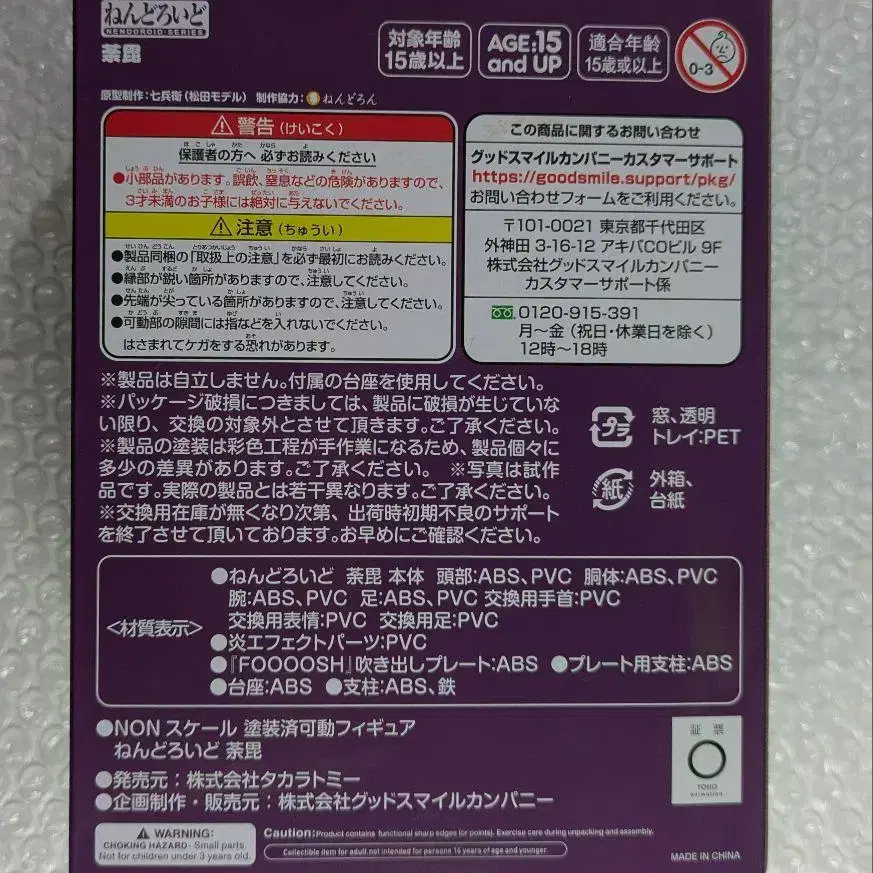 ねんどろいど
NENDOROID・SERIES
荼毘
対象年齢
15歳以上
AGE:15
and UP
適合年齢
15歳或以上
0-3
原型制作：七兵衛（松田モデル） 制作協力：ねんどろん
⚠警告（けいこく）
保護者の方へ 必ずお読みください
●小部品があります。誤飲、窒息などの危険がありますので、
3才未満のお子様には絶対に与えないでください。
⚠注意（ちゅうい）
●製品同梱の「取扱上の注意」を必ず最初にお読みください。
●縁部が鋭い箇所がありますので、注意してください。
●先端が尖っている箇所がありますので、注意してください。
●可動部の隙間には指などを入れないでください。
はさまれてケガをする恐れがあります。
この商品に関するお問い合わせ
グッドスマイルカンパニーカスタマーサポート
https://goodsmile.support/pkg/
お問い合わせフォームをご利用ください。
〒101-0021 東京都千代田区
外神田 3-16-12 アキバCOビル 9F
株式会社グッドスマイルカンパニー
カスタマーサポート係
0120-915-391
月～金（祝日・休業日を除く）
12時～18時
※製品は自立しません。付属の台座を使用してください。
※パッケージ破損につきましては、製品に破損が生じていな
い限り、交換の対象外とさせて頂きます。ご了承ください。
※製品の塗装は彩色工程が手作業になるため、製品個々に
多少の差異があります。ご了承ください。 ※写真は試作
品です。実際の製品とは若干異なります。ご了承ください。
※交換用在庫が無くなり次第、出荷時初期不良のサポート
を終了させて頂いております。お早めにご確認ください。
プラ
窓、透明
トレイ:PET
紙
外箱、
台紙
<材質表示>
●ねんどろいど 荼毘 本体 頭部:ABS、PVC 胴体:ABS、PVC
腕:ABS、PVC 足:ABS、PVC 交換用手首:PVC
交換用表情:PVC 交換用足:PVC
●炎エフェクトパーツ:PVC
●『FOOOOSH』吹き出しプレート:ABS ●プレート用支柱:ABS
●台座:ABS ●支柱:ABS、鉄
●NON スケール 塗装済可動フィギュア
ねんどろいど 荼毘
●発売元：株式会社タカラトミー
●企画制作・販売元：株式会社グッドスマイルカンパニー
証票
TOHO
animation
⚠ WARNING:
CHOKING HAZARD - Small parts.
Not for children under 3 years old.
Caution:Product contains functional sharp edges (or points). Exercise care during unpacking and assembly.
Collectible item for adult.not intended for persons 14 years of age and younger.
MADE IN CHINA